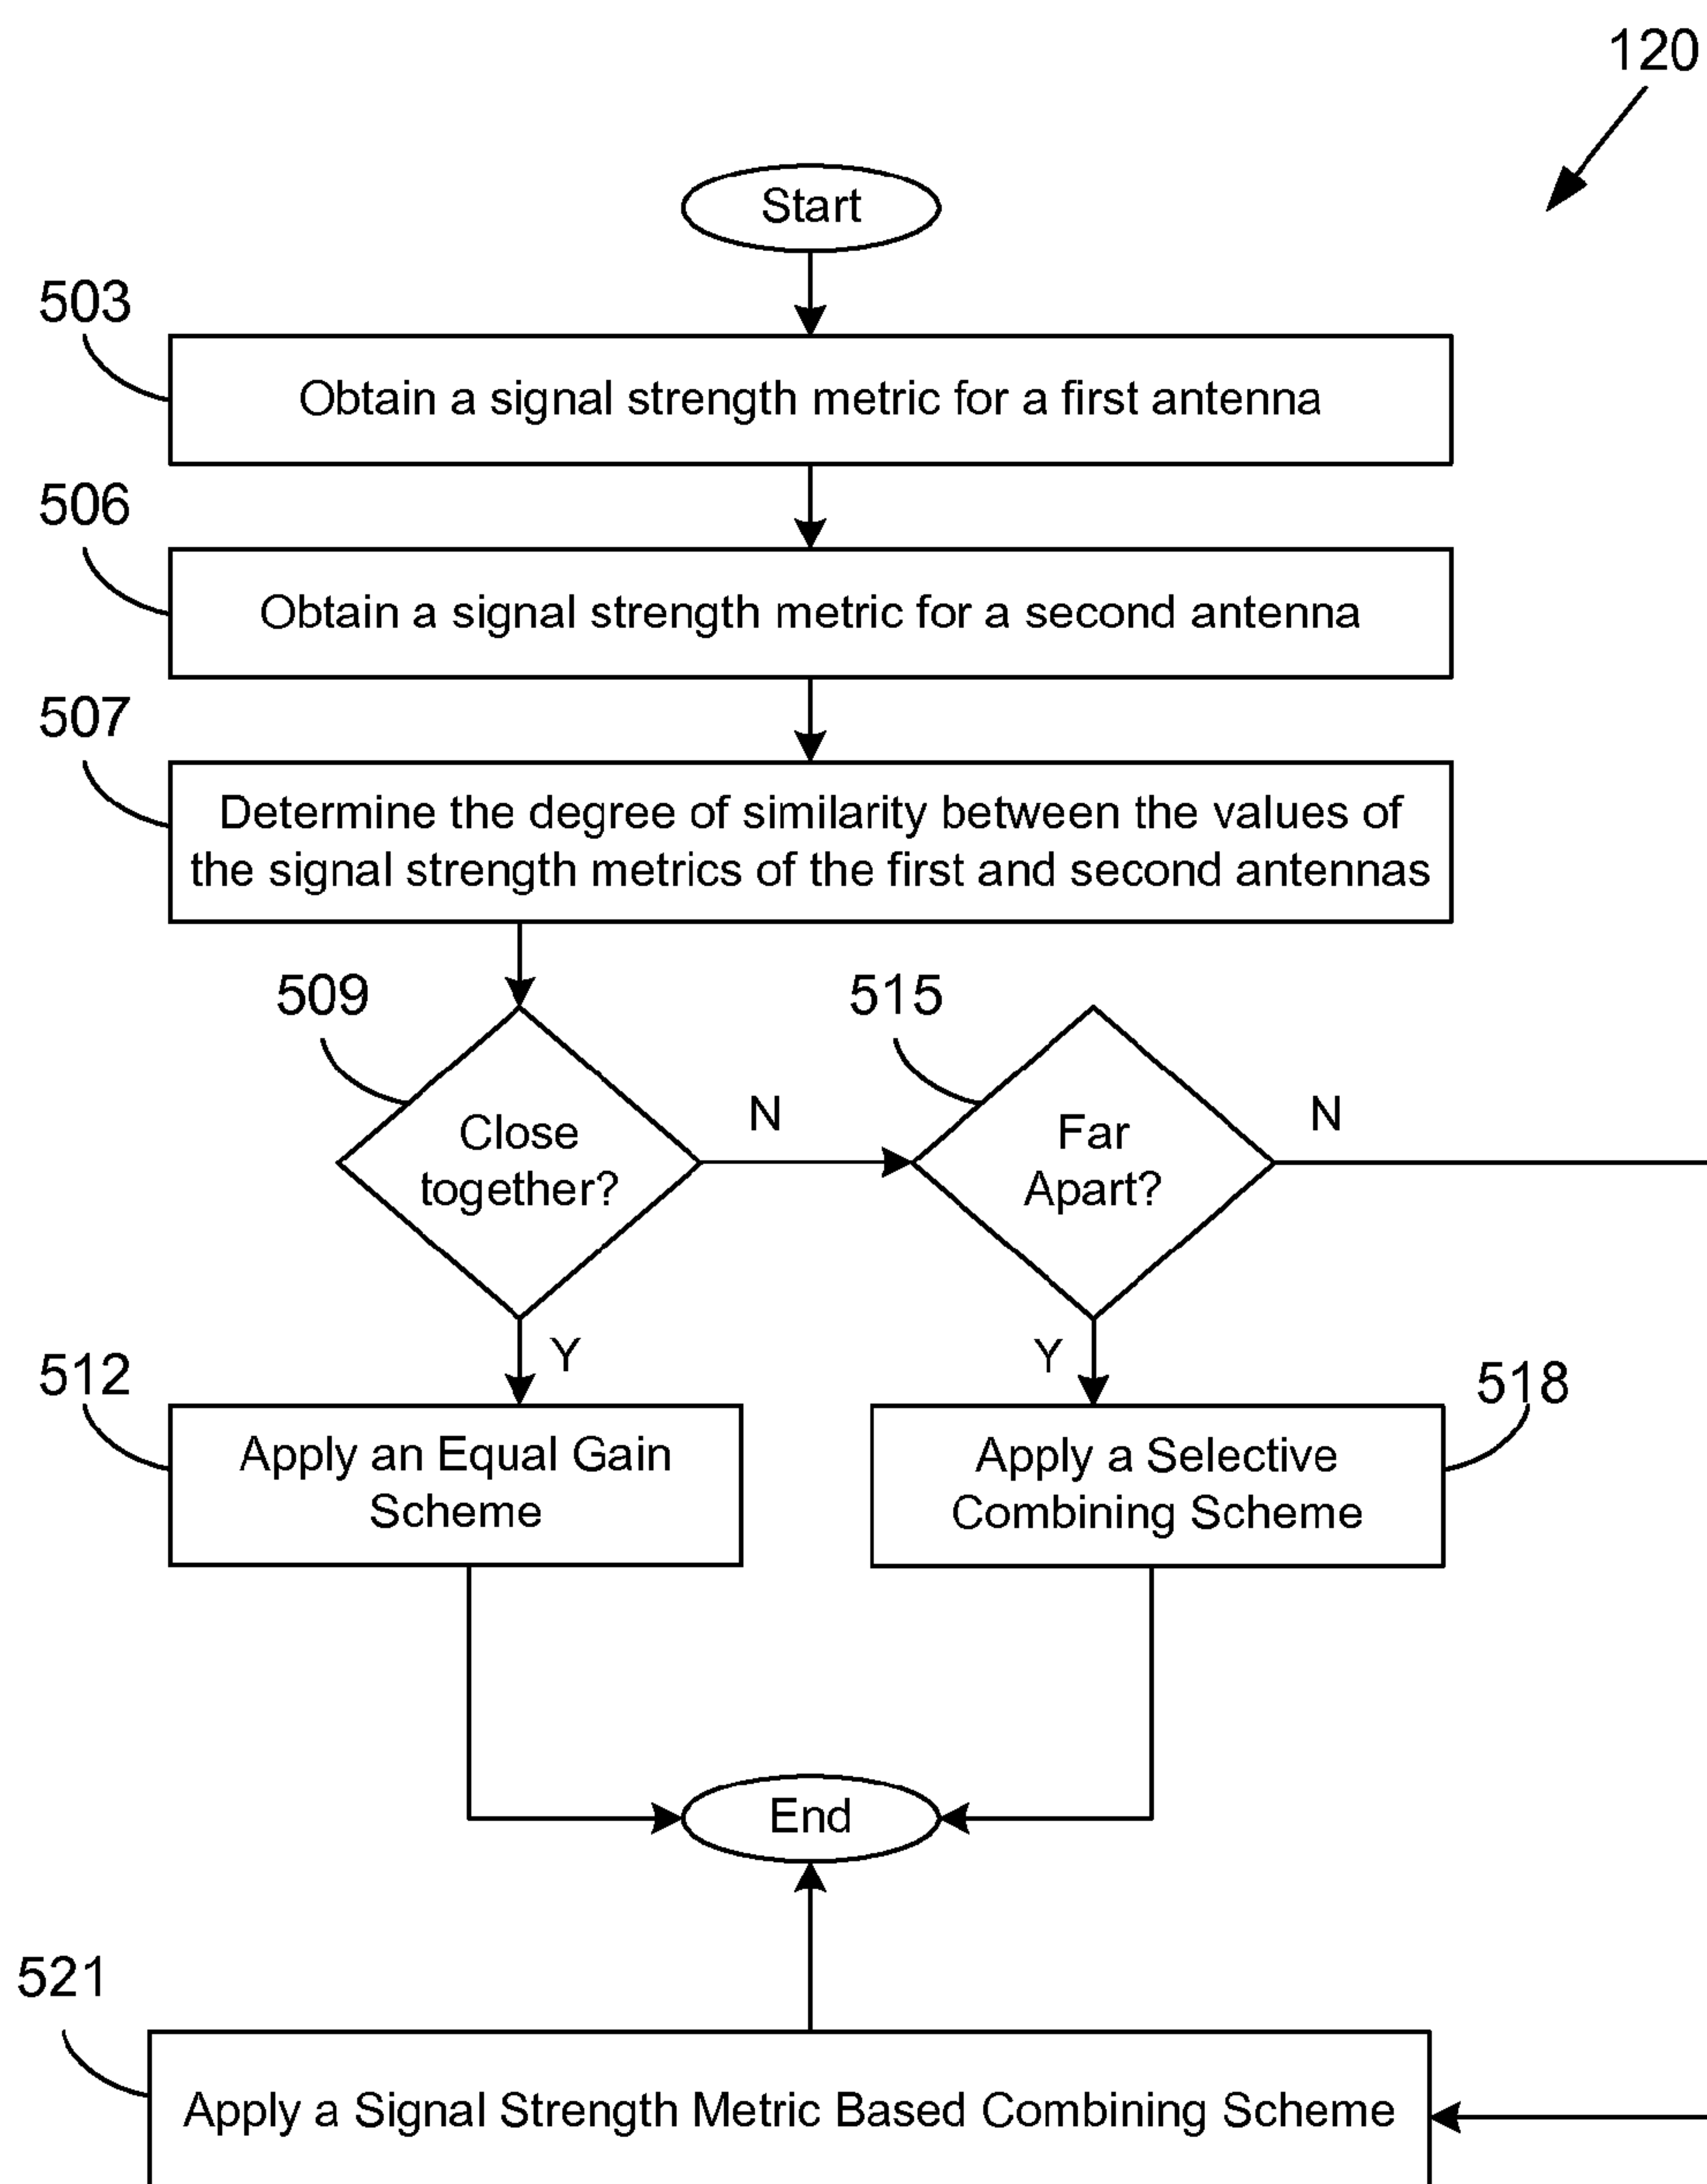 120
Start
503
Obtain a signal strength metric for a first antenna
506
Obtain a signal strength metric for a second antenna
507
Determine the degree of similarity between the values of
the signal strength metrics of the first and second antennas
509
515
Close
together?
N
Far
Apart?
N
Y
Y
512
Apply an Equal Gain
Scheme
518
Apply a Selective
Combining Scheme
End
521
Apply a Signal Strength Metric Based Combining Scheme